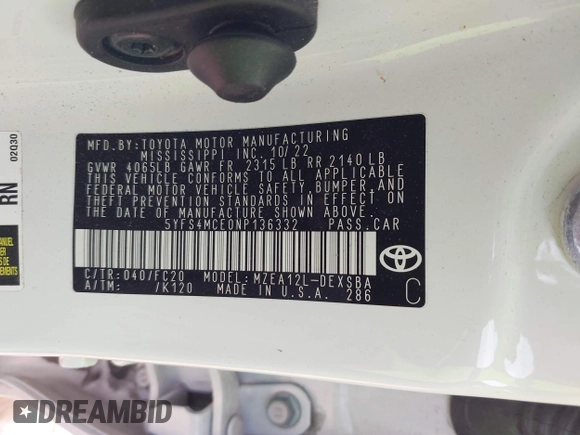 MFD.BY:TOYOTA MOTOR MANUFACTURING
MISSISSIPPI INC. 10/22
GVWR 4065LB GAWR FR 2315 LB RR 2140 LB
THIS VEHICLE CONFORMS TO ALL APPLICABLE
FEDERAL MOTOR VEHICLE SAFETY,BUMPER,AND
THEFT PREVENTION STANDARDS IN EFFECT ON
THE DATE OF MANUFACTURE SHOWN ABOVE.
5YFS4MCE0NP136332 PASS.CAR
C/TR:040/FC20 MODEL:MZEA12L-DEXSBA
A/TM: /K120 MADE IN U.S.A. 286
C
02Q30
RN
DREAMBID